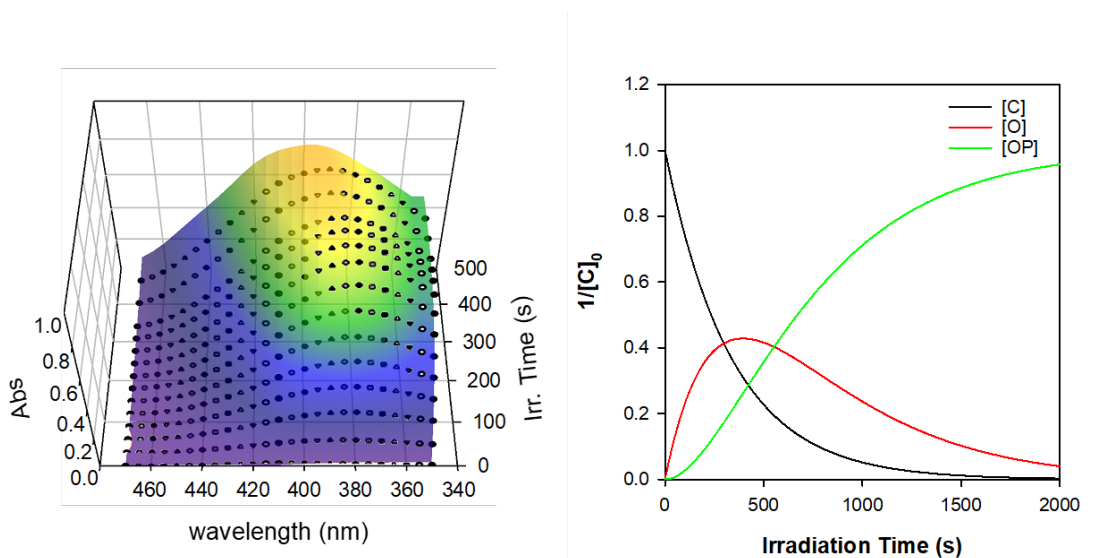 1.0
0.8
0.6
0.4
0.2
0.0
Abs
460 440 420 400 380 360 340
wavelength (nm)
500
400
300
200
100
0
Irr. Time (s)
1.2
1.0
0.8
0.6
0.4
0.2
0.0
1/[C]0
[C]
[O]
[OP]
0 500 1000 1500 2000
Irradiation Time (s)